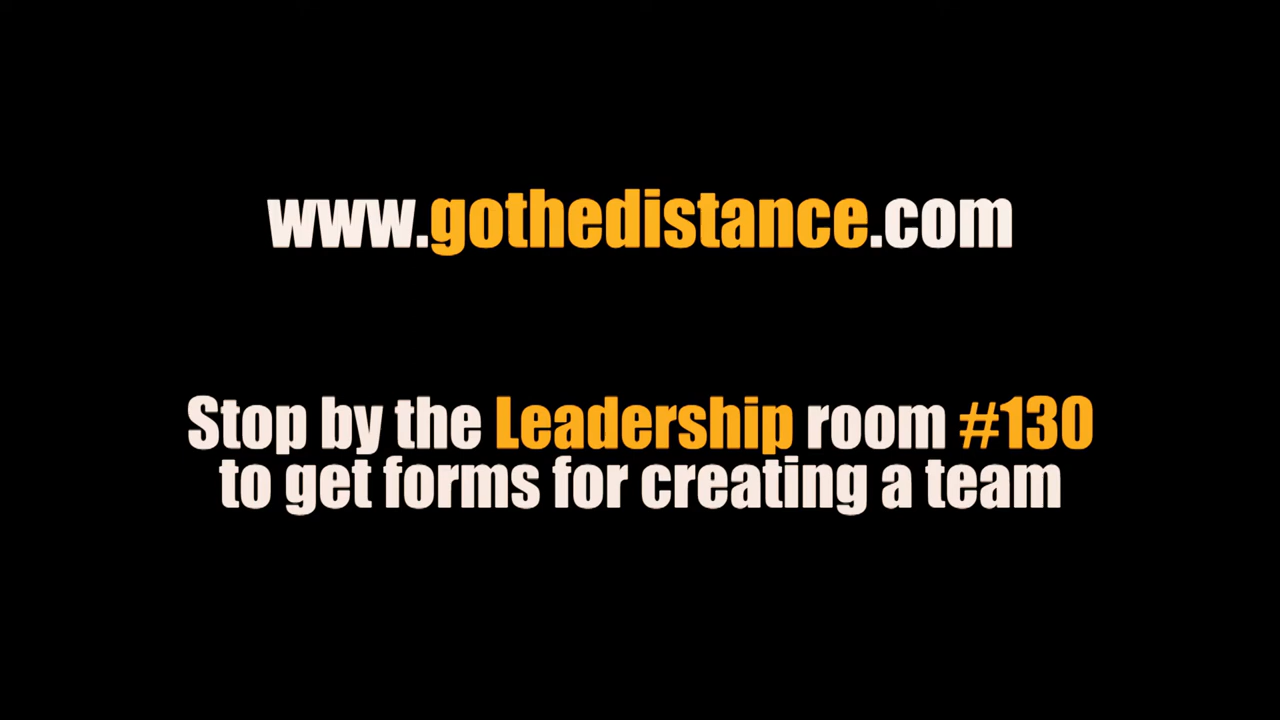 www.gothedistance.com
Stop by the Leadership room #130
to get forms for creating a team